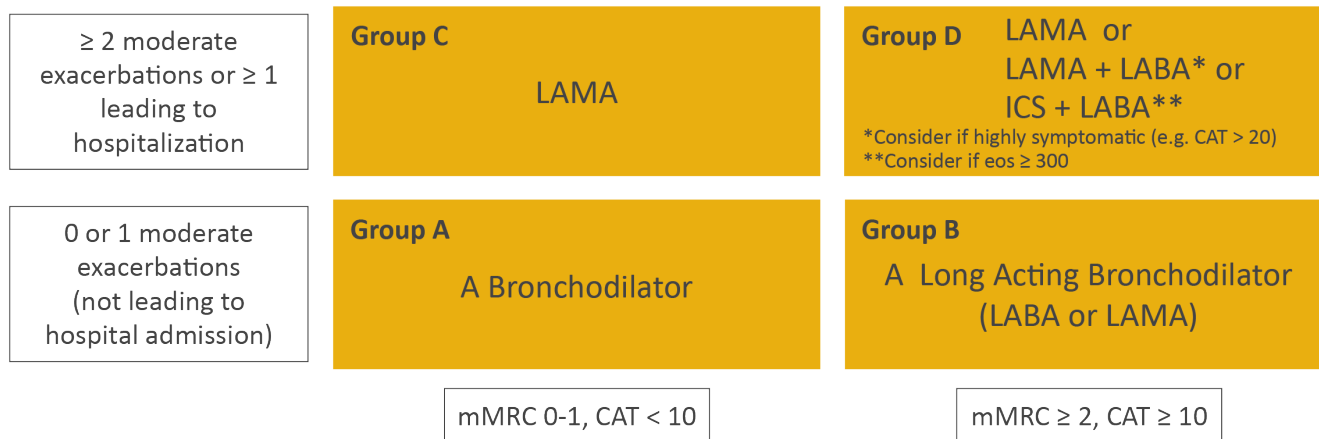 ≥ 2 moderate
exacerbations or ≥ 1
leading to
hospitalization
Group C
LAMA
Group D
LAMA or
LAMA + LABA* or
ICS + LABA**
*Consider if highly symptomatic (e.g. CAT > 20)
**Consider if eos ≥ 300
0 or 1 moderate
exacerbations
(not leading to
hospital admission)
Group A
A Bronchodilator
Group B
A Long Acting Bronchodilator
(LABA or LAMA)
mMRC 0-1, CAT < 10
mMRC ≥ 2, CAT ≥ 10